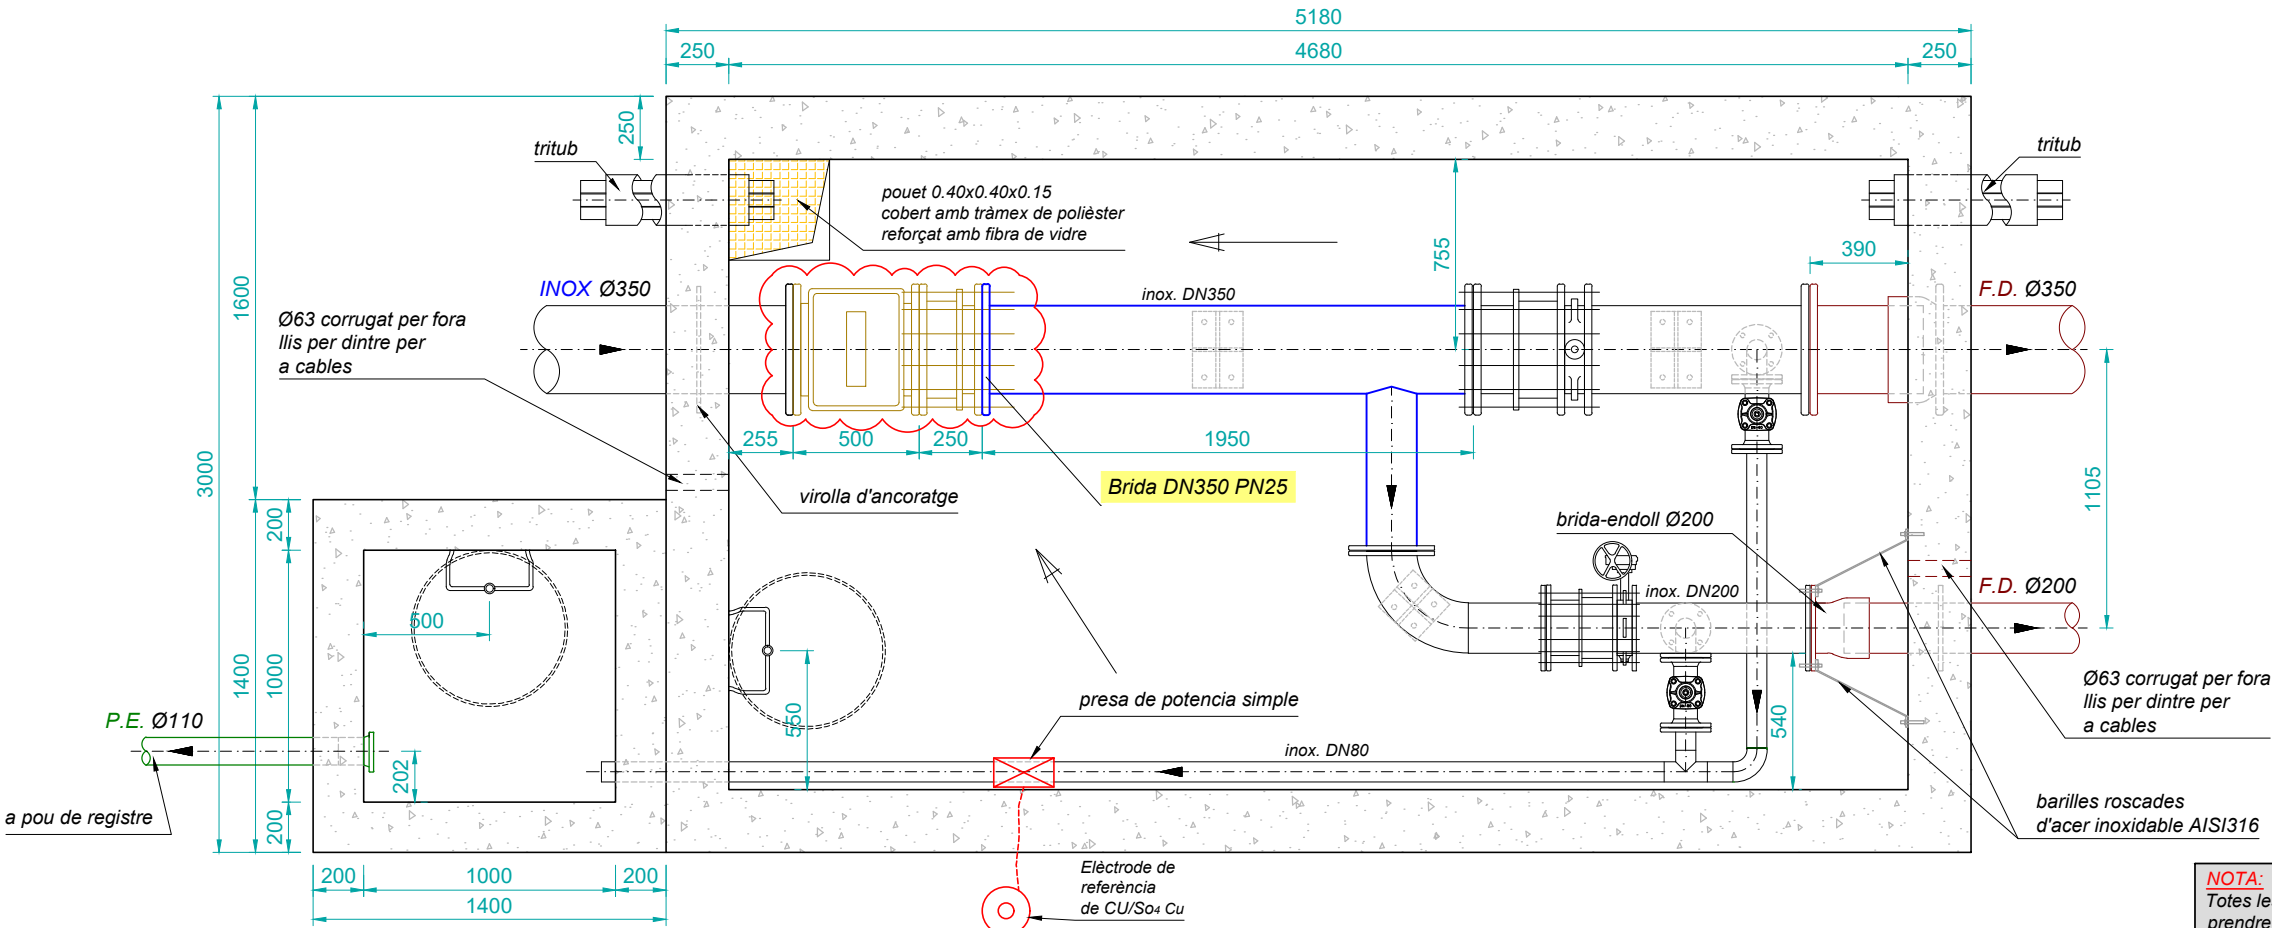 5180
250
4680
250
250
tritub
pouet 0.40x0.40x0.15
cobert amb tràmex de polièster
reforçat amb fibra de vidre
tritub
755
390
1600
INOX Ø350
inox. DN350
F.D. Ø350
Ø63 corrugat per fora
llis per dintre per
a cables
255
500
250
1950
3000
virolla d'ancoratge
Brida DN350 PN25
1105
200
brida-endoll Ø200
inox. DN200
F.D. Ø200
500
1400
1000
550
540
Ø63 corrugat per fora
llis per dintre per
a cables
presa de potencia simple
P.E. Ø110
inox. DN80
202
a pou de registre
200
barilles roscades
d'acer inoxidable AISI316
200
1000
200
1400
Elèctrode de
referència
de CU/So4 Cu
NOTA:
Totes les
prendre